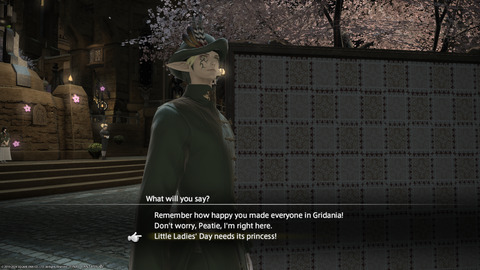 What will you say?
Remember how happy you made everyone in Gridania!
Don't worry, Peatie, I'm right here.
Little Ladies' Day needs its princess!